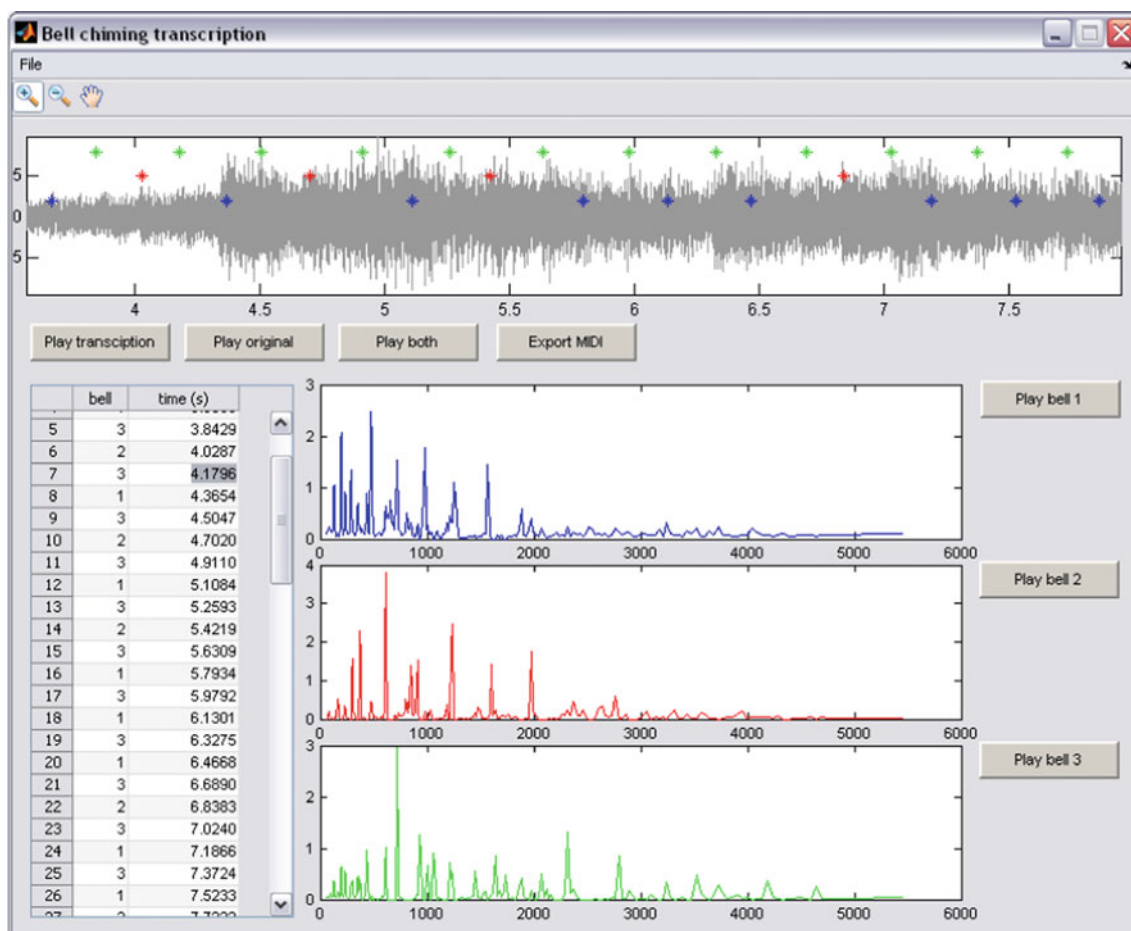 Bell chiming transcription
File
5
0
5
4 4.5 5 5.5 6 6.5 7 7.5
Play transciption Play original Play both Export MIDI
bell time (s)
5 3 3.8429
6 2 4.0287
7 3 4.1796
8 1 4.3654
9 3 4.5047
10 2 4.7020
11 3 4.9110
12 1 5.1084
13 3 5.2593
14 2 5.4219
15 3 5.6309
16 1 5.7934
17 3 5.9792
18 1 6.1301
19 3 6.3275
20 1 6.4668
21 3 6.6890
22 2 6.8383
23 3 7.0240
24 1 7.1866
25 3 7.3724
26 1 7.5233
3
2
1
0
0 1000 2000 3000 4000 5000 6000
Play bell 1
4
3
2
1
0
0 1000 2000 3000 4000 5000 6000
Play bell 2
3
2
1
0
0 1000 2000 3000 4000 5000 6000
Play bell 3